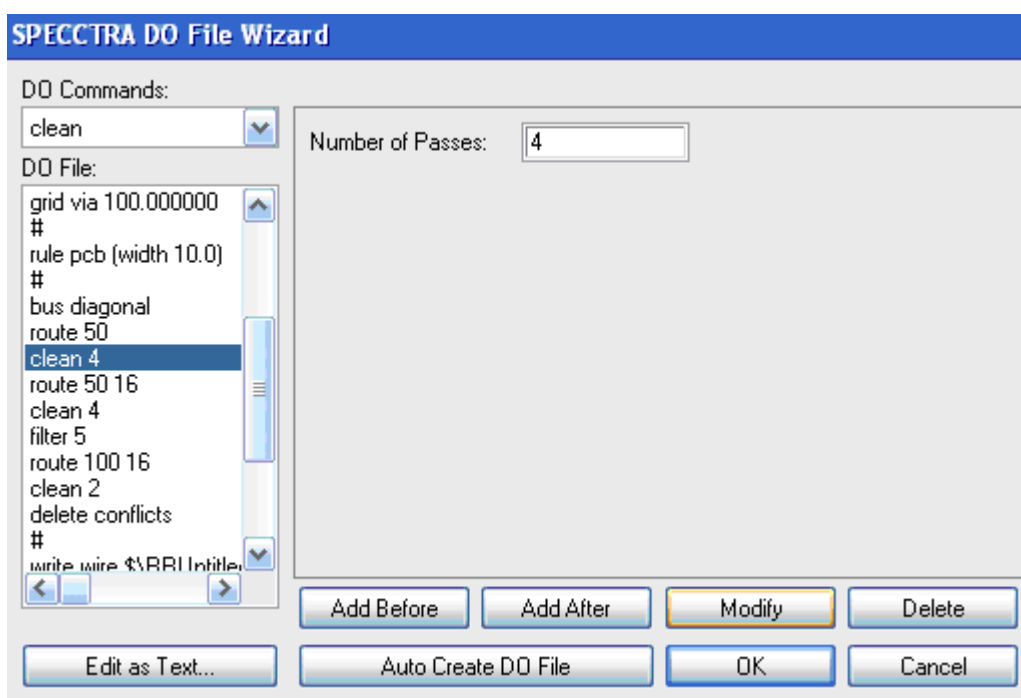 SPECCTRA DO File Wizard
DO Commands:
clean
Number of Passes:
4
DO File:
grid via 100.000000
#
rule pcb (width 10.0)
#
bus diagonal
route 50
clean 4
route 50 16
clean 4
filter 5
route 100 16
clean 2
delete conflicts
#
write wire
Add Before
Add After
Modify
Delete
Edit as Text...
Auto Create DO File
OK
Cancel